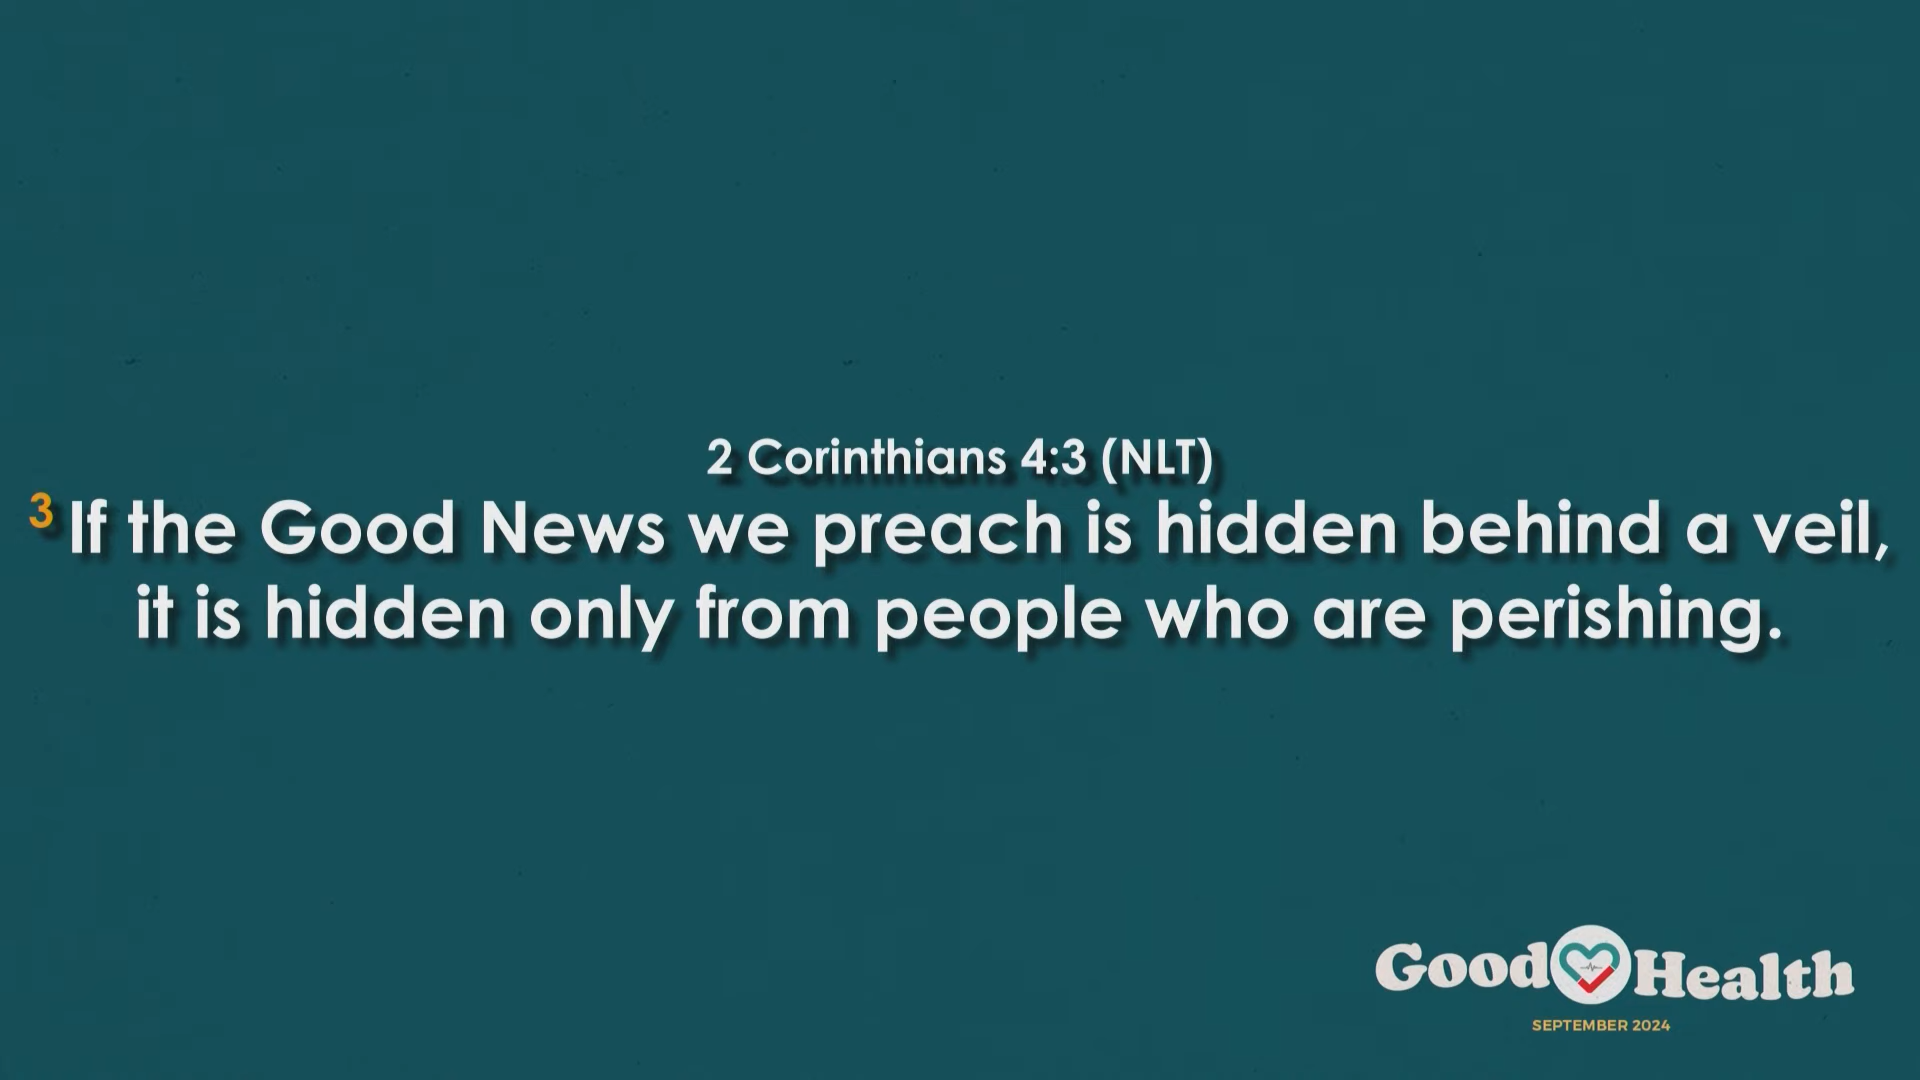 2 Corinthians 4:3 (NLT)
3 If the Good News we preach is hidden behind a veil,
it is hidden only from people who are perishing.
Good Health
SEPTEMBER 2024